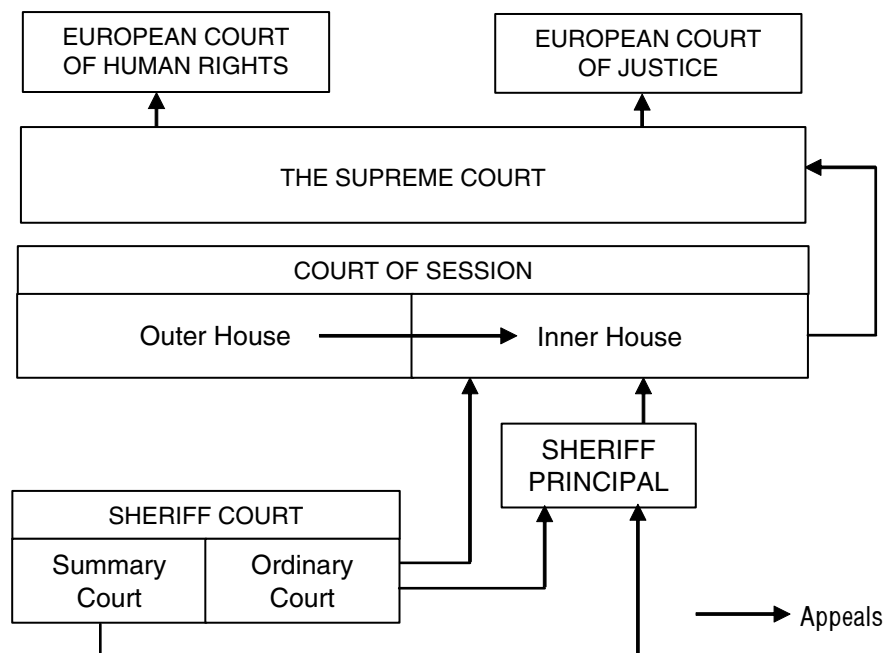 EUROPEAN COURT
OF HUMAN RIGHTS
EUROPEAN COURT
OF JUSTICE
THE SUPREME COURT
COURT OF SESSION
Outer House
Inner House
SHERIFF
PRINCIPAL
SHERIFF COURT
Summary
Court
Ordinary
Court
Appeals